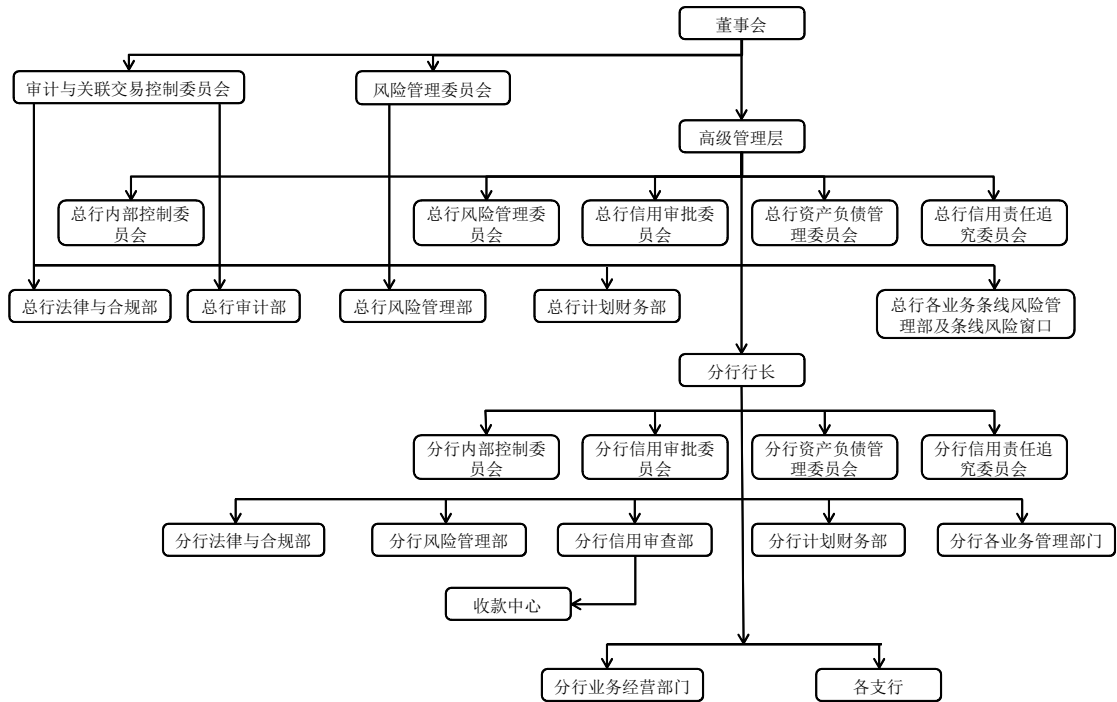 董事会
审计与关联交易控制委员会
风险管理委员会
高级管理层
总行内部控制委
员会
总行风险管理委
员会
总行信用审批委
员会
总行资产负债管
理委员会
总行信用责任追
究委员会
总行法律与合规部
总行审计部
总行风险管理部
总行计划财务部
总行各业务条线风险管
理部及条线风险窗口
分行行长
分行内部控制委
员会
分行信用审批委
员会
分行资产负债管
理委员会
分行信用责任追
究委员会
分行法律与合规部
分行风险管理部
分行信用审查部
分行计划财务部
分行各业务管理部门
收款中心
分行业务经营部门
各支行